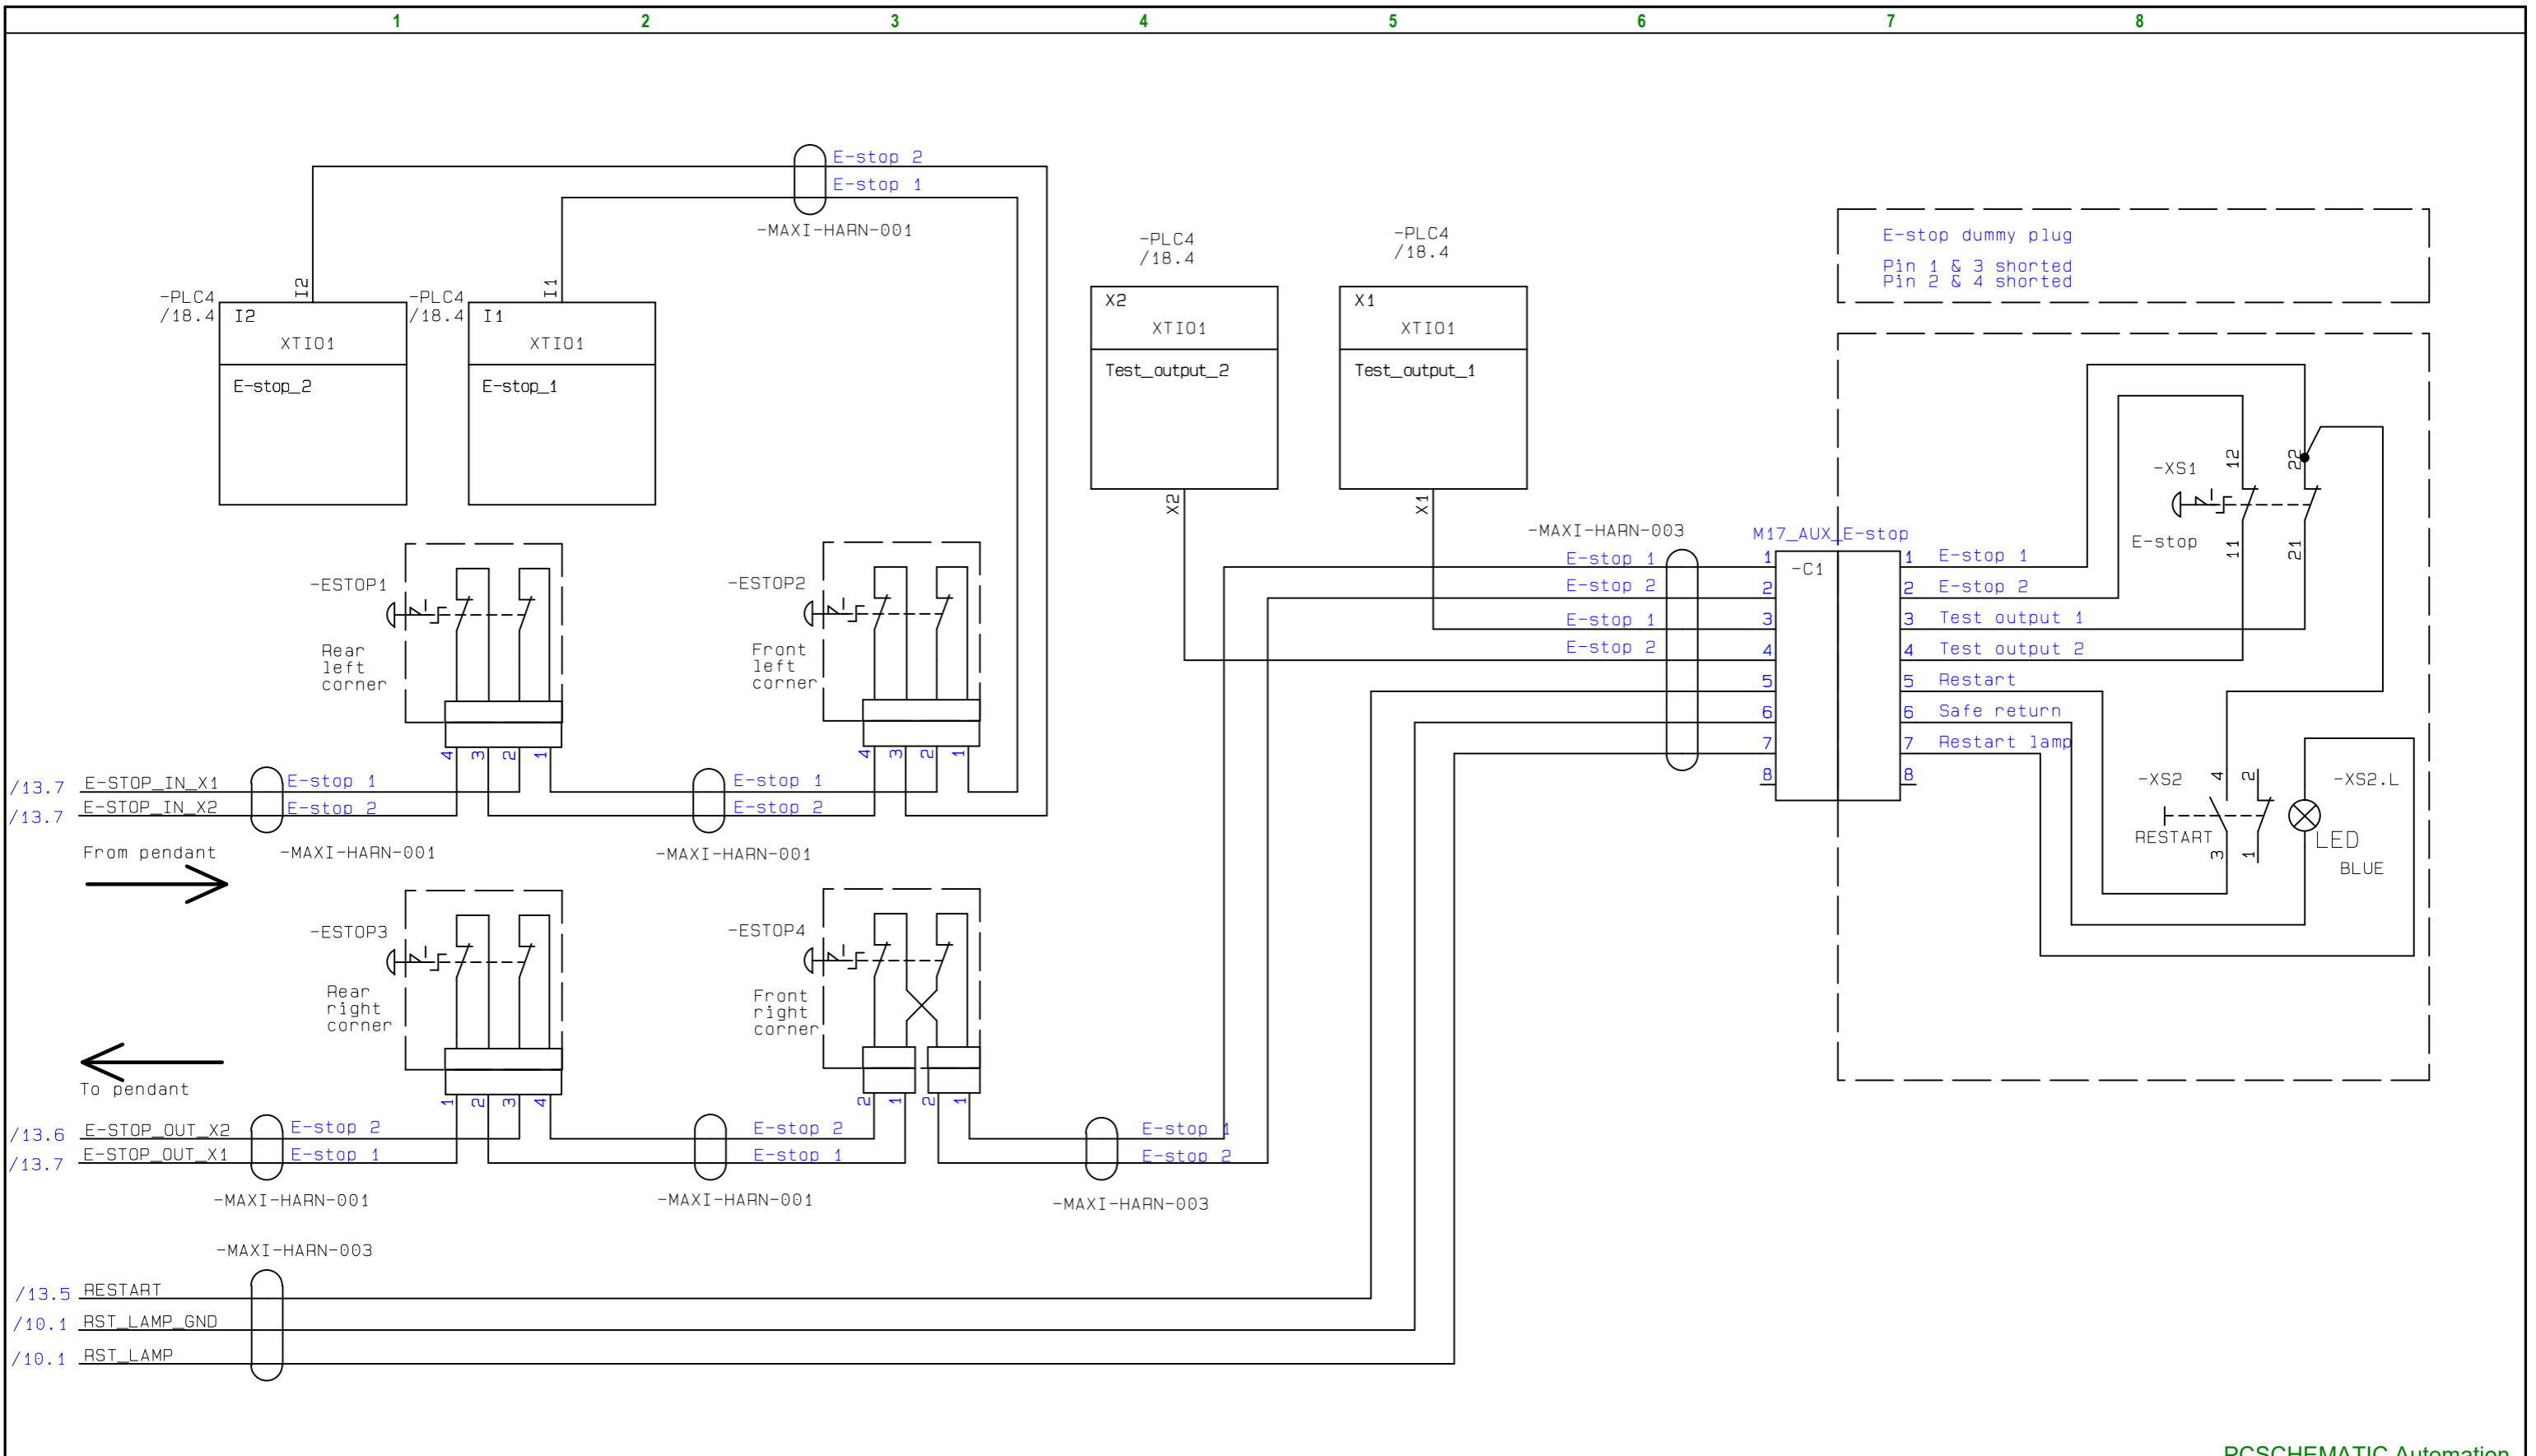 1 2 3 4 5 6 7 8
E-stop 2
E-stop 1
-MAXI-HARN-001
-PLC4
/18.4
I2
I2
XTIO1
E-stop_2
-PLC4
/18.4
I1
I1
XTIO1
E-stop_1
-PLC4
/18.4
X2
XTIO1
Test_output_2
X2
-PLC4
/18.4
X1
XTIO1
Test_output_1
X1
E-stop dummy plug
Pin 1 & 3 shorted
Pin 2 & 4 shorted
-ESTOP1
Rear
left
corner
4 3 2 1
-ESTOP2
Front
left
corner
4 3 2 1
/13.7 E-STOP_IN_X1 E-stop 1 E-stop 1
/13.7 E-STOP_IN_X2 E-stop 2 E-stop 2
From pendant
-MAXI-HARN-001
-MAXI-HARN-001
-MAXI-HARN-003
E-stop 1
E-stop 2
E-stop 1
E-stop 2
M17_AUX_E-stop
-C1
1 1 E-stop 1
2 2 E-stop 2
3 3 Test output 1
4 4 Test output 2
5 5 Restart
6 6 Safe return
7 7 Restart lamp
8 8
-XS1
E-stop
12 22
11 21
-XS2
RESTART
4 2
3 1
-XS2.L
LED
BLUE
-ESTOP3
Rear
right
corner
1 2 3 4
-ESTOP4
Front
right
corner
2 1 2 1
To pendant
/13.6 E-STOP_OUT_X2 E-stop 2 E-stop 2 E-stop 1
/13.7 E-STOP_OUT_X1 E-stop 1 E-stop 1 E-stop 2
-MAXI-HARN-001
-MAXI-HARN-001
-MAXI-HARN-003
-MAXI-HARN-003
/13.5 RESTART
/10.1 RST_LAMP_GND
/10.1 RST_LAMP
PCSCHEMATIC Automation